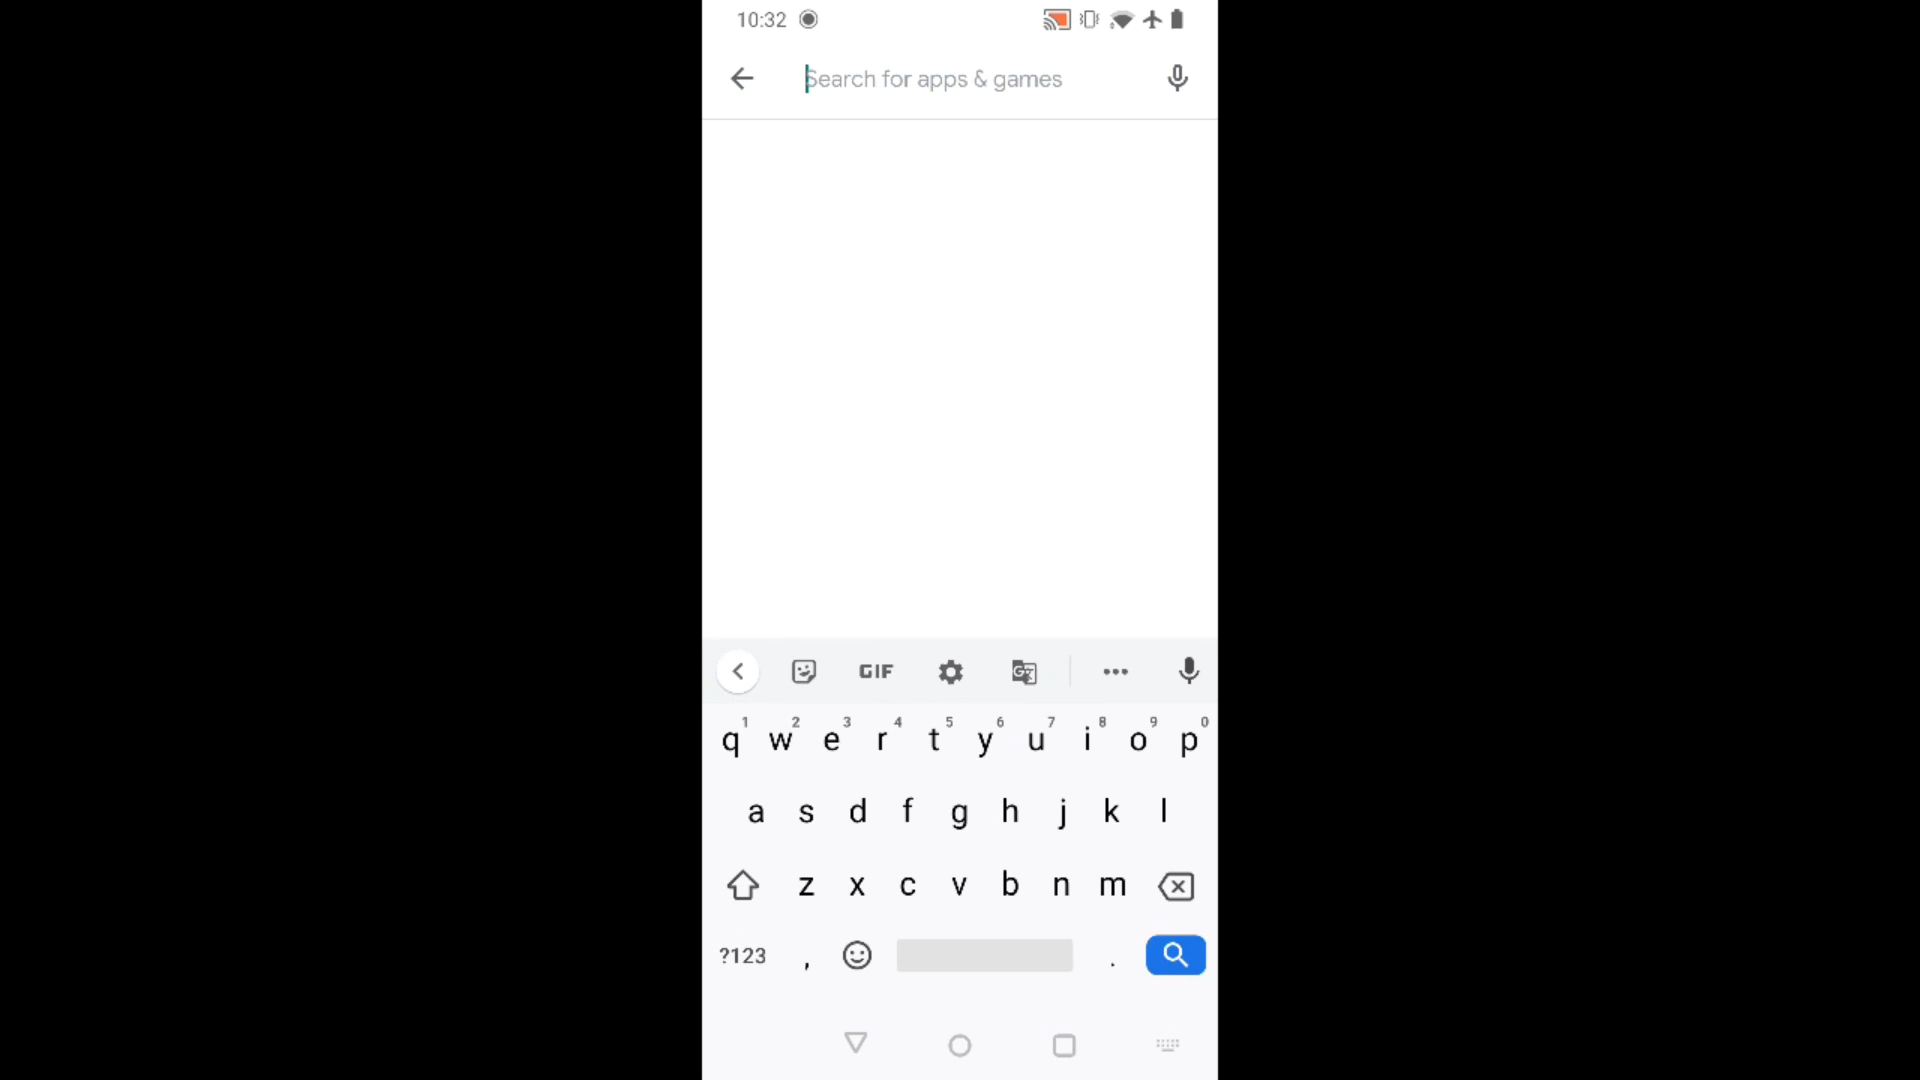 10:32
Search for apps & games
GIF
1 2 3 4 5 6 7 8 9 0
q w e r t y u i o p
a s d f g h j k l
z x c v b n m
?123 , .